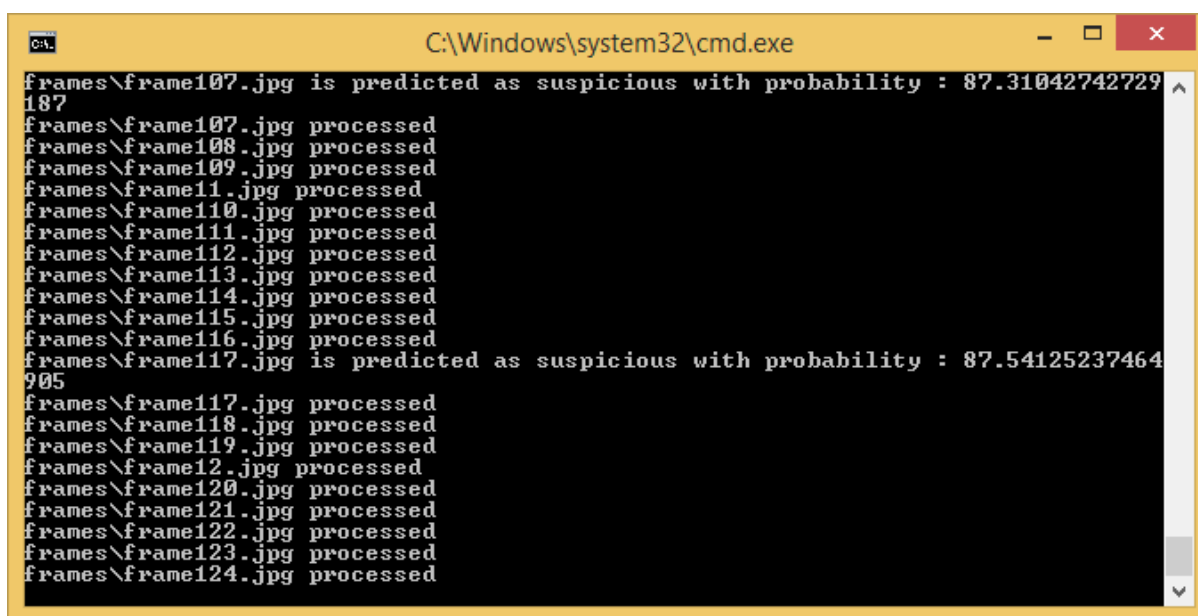 C:\Windows\system32\cmd.exe
frames\frame107.jpg is predicted as suspicious with probability : 87.31042742729
187
frames\frame107.jpg processed
frames\frame108.jpg processed
frames\frame109.jpg processed
frames\frame11.jpg processed
frames\frame110.jpg processed
frames\frame111.jpg processed
frames\frame112.jpg processed
frames\frame113.jpg processed
frames\frame114.jpg processed
frames\frame115.jpg processed
frames\frame116.jpg processed
frames\frame117.jpg is predicted as suspicious with probability : 87.54125237464
905
frames\frame117.jpg processed
frames\frame118.jpg processed
frames\frame119.jpg processed
frames\frame12.jpg processed
frames\frame120.jpg processed
frames\frame121.jpg processed
frames\frame122.jpg processed
frames\frame123.jpg processed
frames\frame124.jpg processed